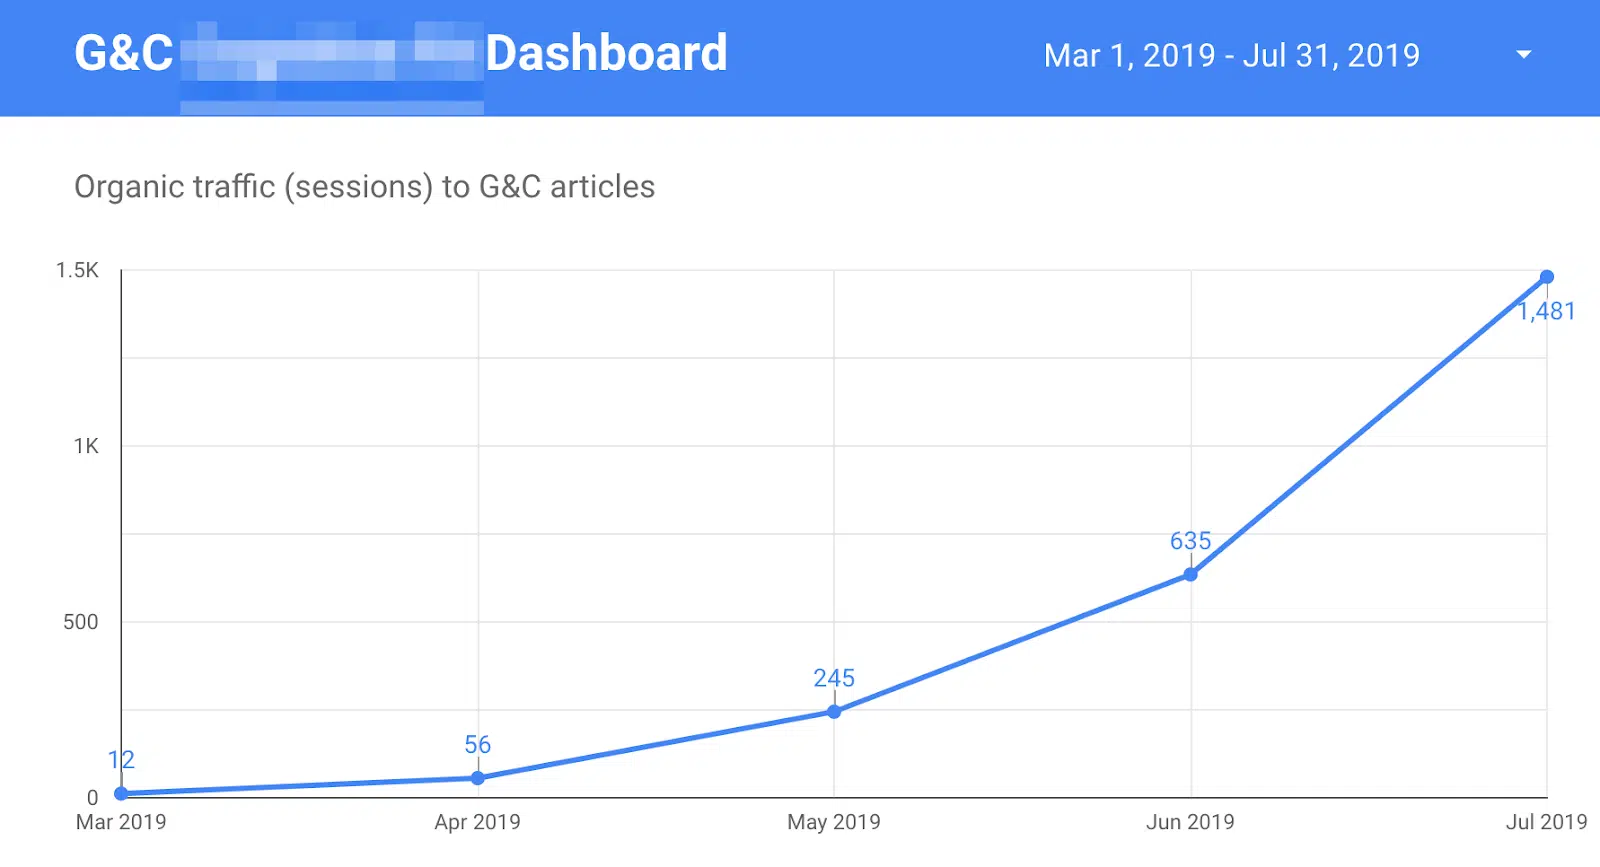 G&C Dashboard
Mar 1, 2019 - Jul 31, 2019
Organic traffic (sessions) to G&C articles
1.5K
1K
500
0
12
56
245
635
1,481
Mar 2019
Apr 2019
May 2019
Jun 2019
Jul 2019